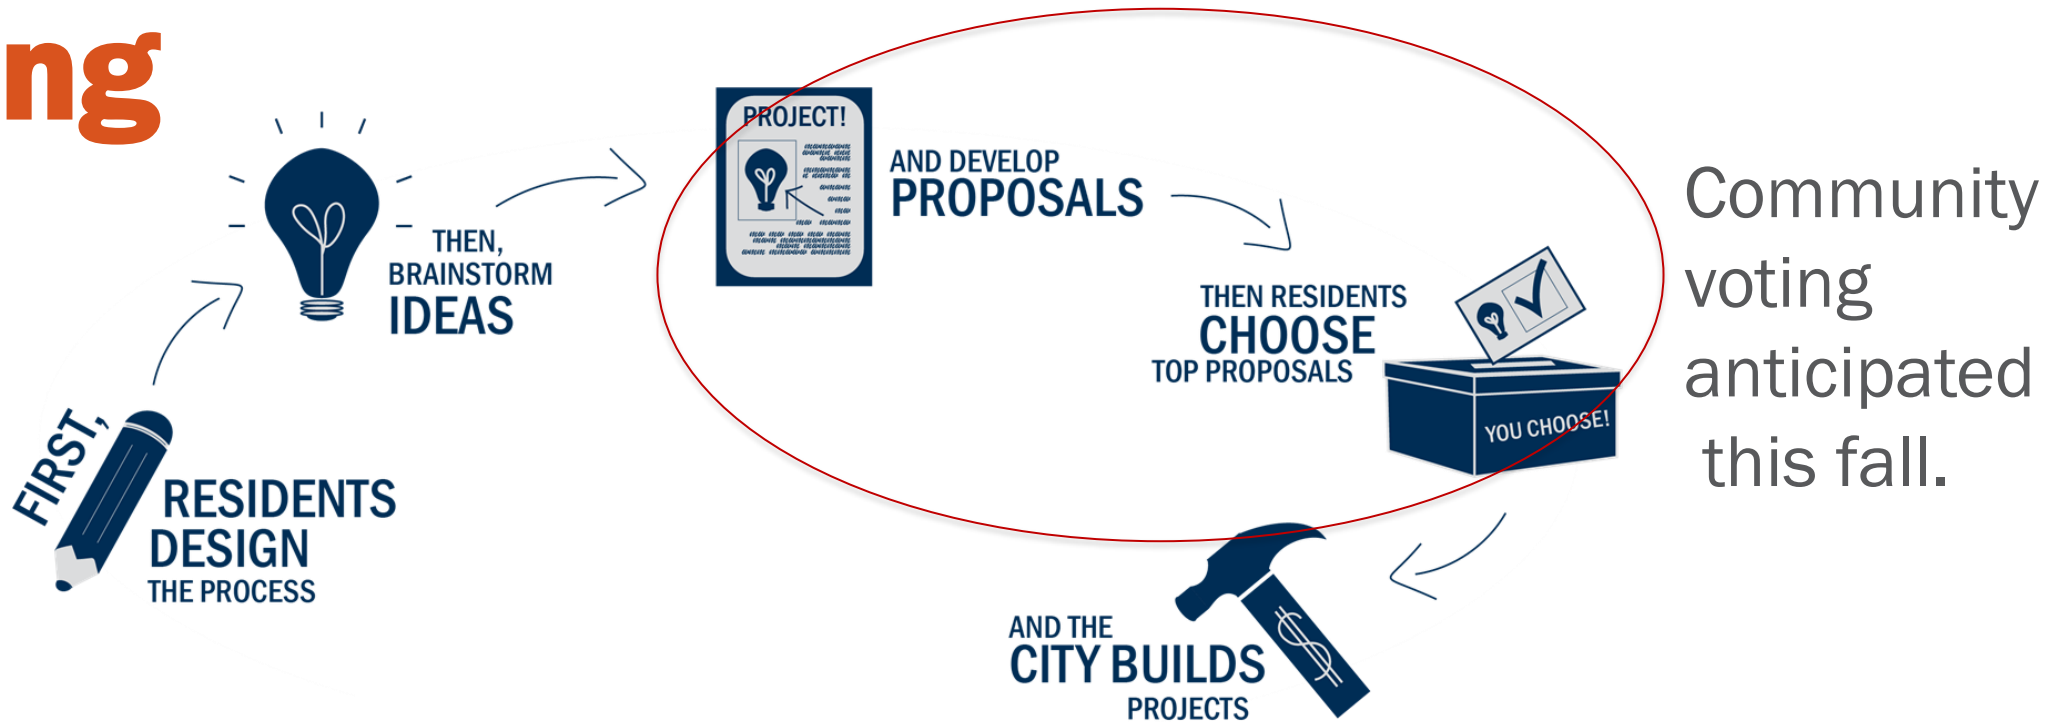 ng
FIRST,
RESIDENTS
DESIGN
THE PROCESS
THEN,
BRAINSTORM
IDEAS
PROJECT!
AND DEVELOP
PROPOSALS
THEN RESIDENTS
CHOOSE
TOP PROPOSALS
YOU CHOOSE!
AND THE
CITY BUILDS
PROJECTS
Community
voting
anticipated
this fall.